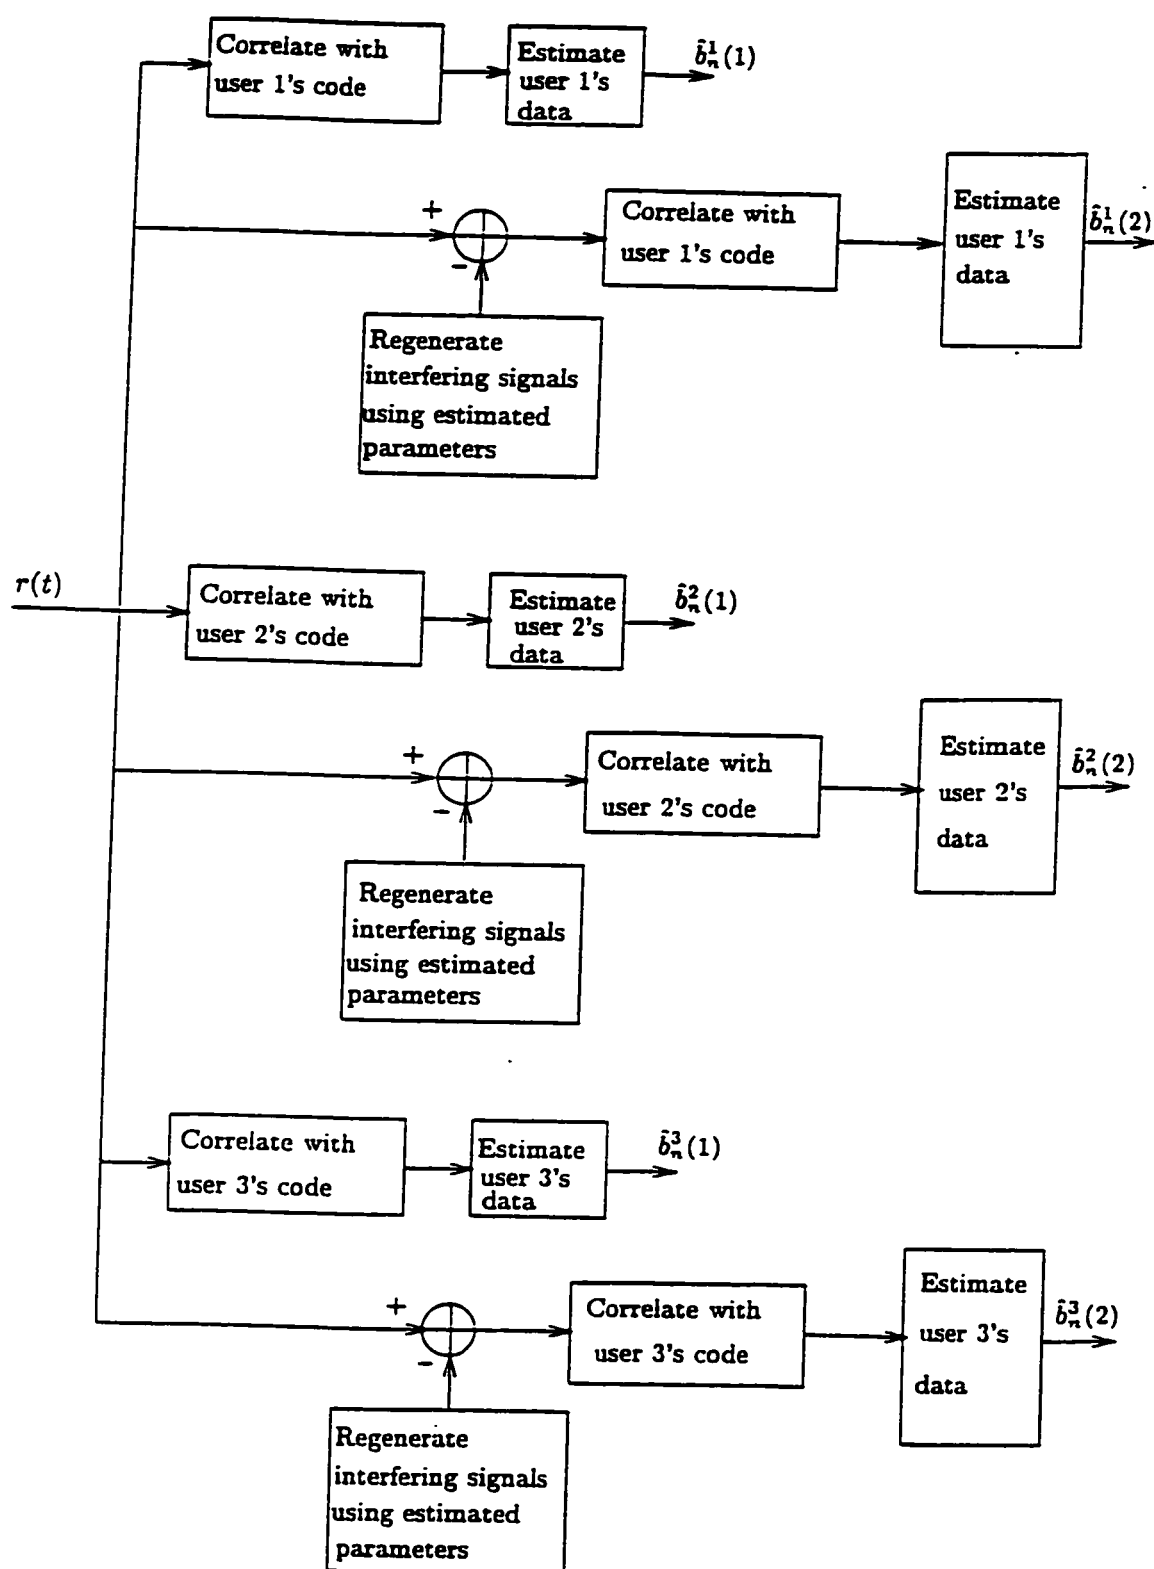 Correlate with
user 1's code
Estimate
user 1's
data
b̂ₙ¹(1)
+
−
Correlate with
user 1's code
Estimate
user 1's
data
b̂ₙ¹(2)
Regenerate
interfering signals
using estimated
parameters
r(t)
Correlate with
user 2's code
Estimate
user 2's
data
b̂ₙ²(1)
+
−
Correlate with
user 2's code
Estimate
user 2's
data
b̂ₙ²(2)
Regenerate
interfering signals
using estimated
parameters
Correlate with
user 3's code
Estimate
user 3's
data
b̂ₙ³(1)
+
−
Correlate with
user 3's code
Estimate
user 3's
data
b̂ₙ³(2)
Regenerate
interfering signals
using estimated
parameters